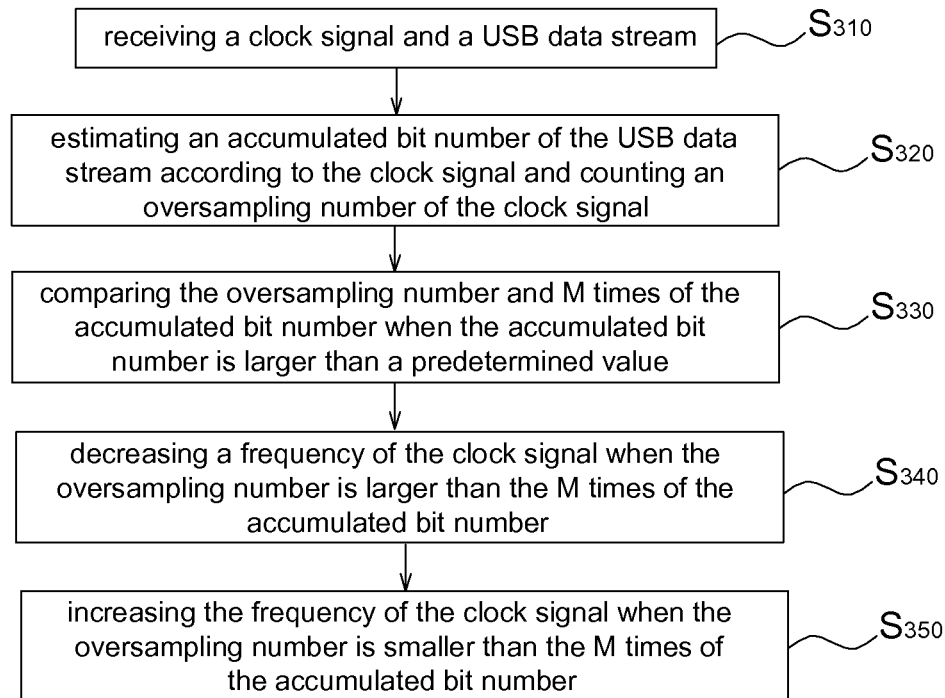 receiving a clock signal and a USB data stream
S310
estimating an accumulated bit number of the USB data
stream according to the clock signal and counting an
oversampling number of the clock signal
S320
comparing the oversampling number and M times of the
accumulated bit number when the accumulated bit
number is larger than a predetermined value
S330
decreasing a frequency of the clock signal when the
oversampling number is larger than the M times of the
accumulated bit number
S340
increasing the frequency of the clock signal when the
oversampling number is smaller than the M times of
the accumulated bit number
S350